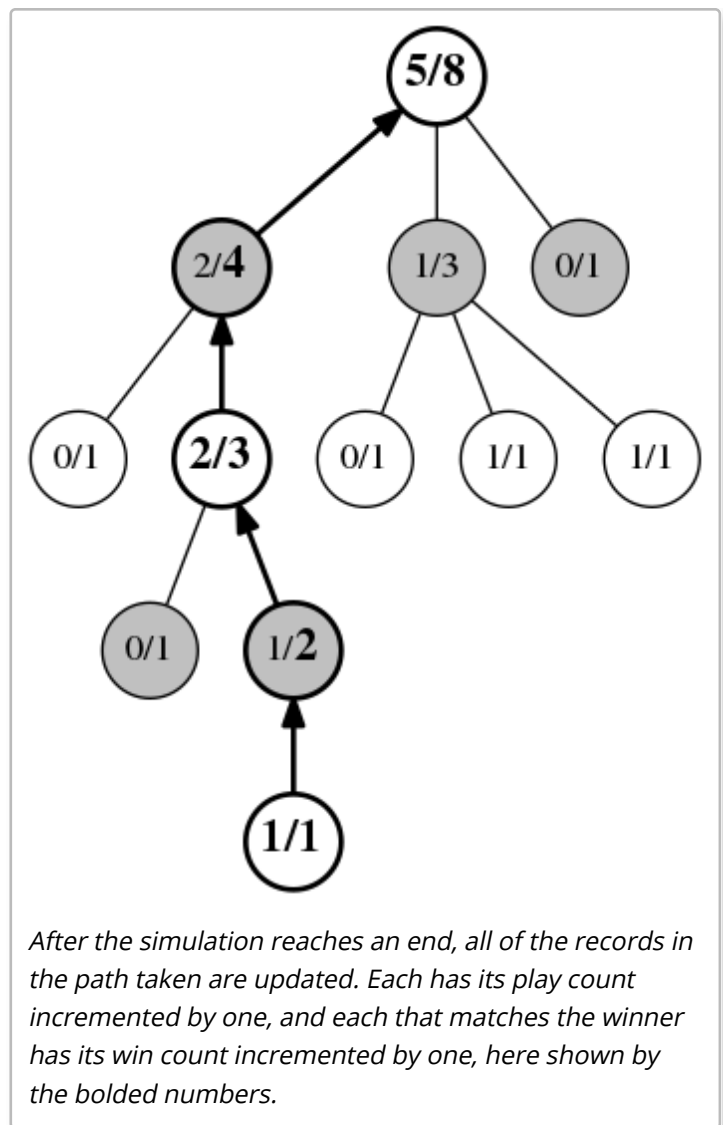 5/8
2/4
1/3
0/1
0/1
2/3
0/1
1/1
1/1
0/1
1/2
1/1
After the simulation reaches an end, all of the records in
the path taken are updated. Each has its play count
incremented by one, and each that matches the winner
has its win count incremented by one, here shown by
the bolded numbers.